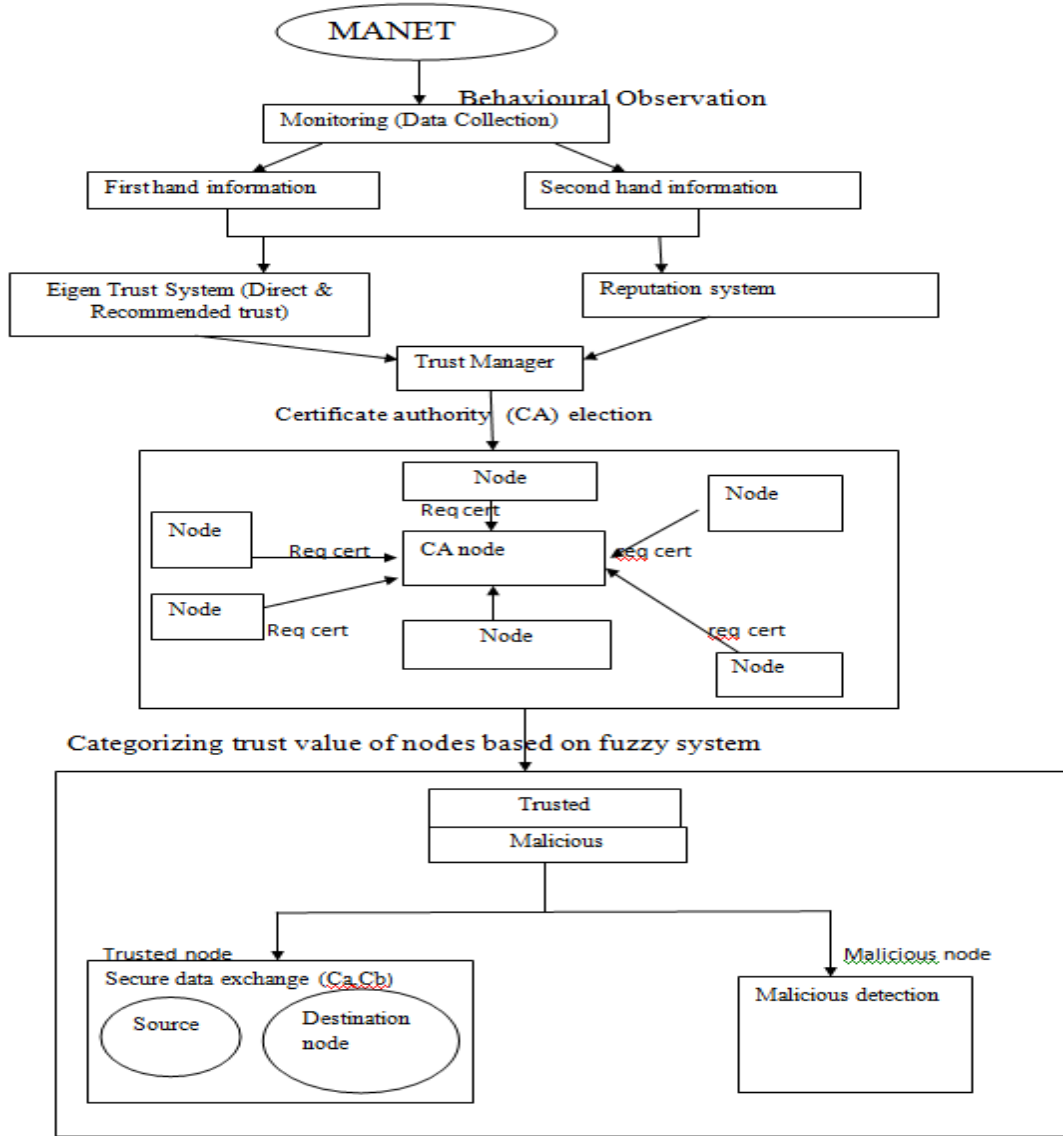 MANET
Behavioural Observation
Monitoring (Data Collection)
First hand information
Second hand information
Eigen Trust System (Direct &
Recommended trust)
Reputation system
Trust Manager
Certificate authority (CA) election
Node
Node
Req cert
Node
Req cert
CA node
req cert
Node
Req cert
Node
req cert
Node
Categorizing trust value of nodes based on fuzzy system
Trusted
Malicious
Trusted node
Malicious node
Secure data exchange (Ca,Cb)
Malicious detection
Source
Destination
node